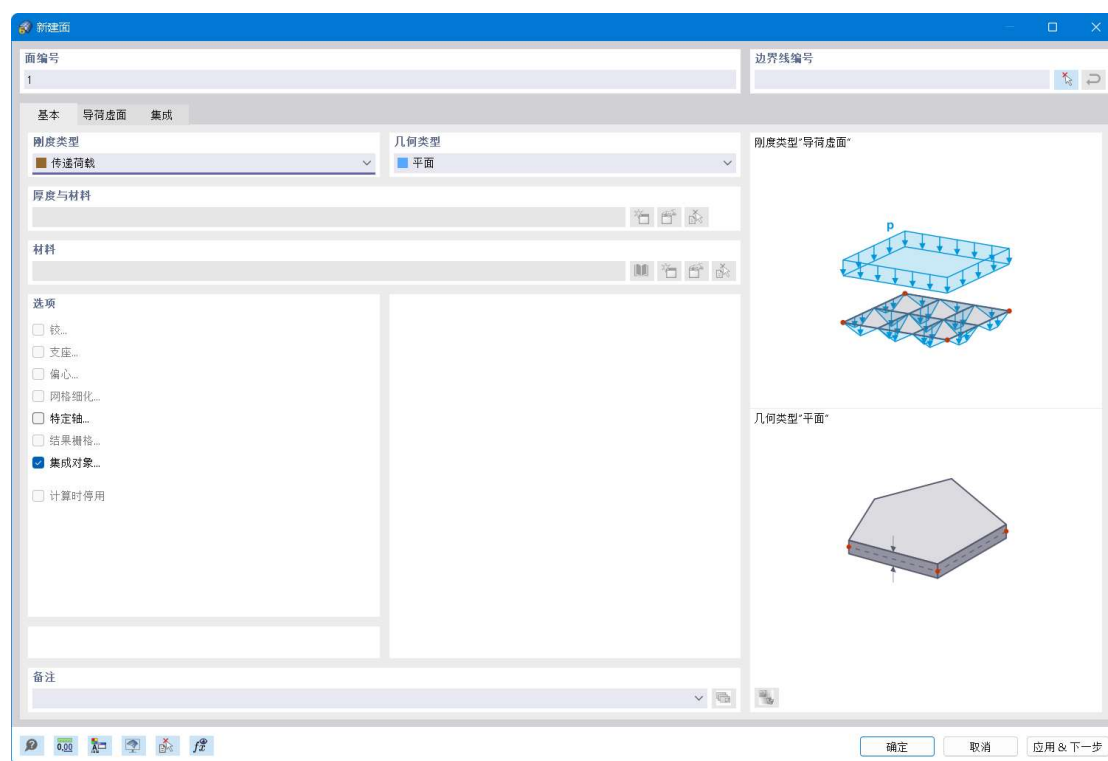 新建面
面编号
1
边界线编号
基本 导荷虚面 集成
刚度类型
传递荷载
几何类型
平面
厚度与材料
材料
选项
铰...
支座...
偏心...
网格细化...
特定轴...
结果栅格...
集成对象...
计算时停用
备注
刚度类型"导荷虚面"
p
几何类型"平面"
0,00
确定 取消 应用 & 下一步